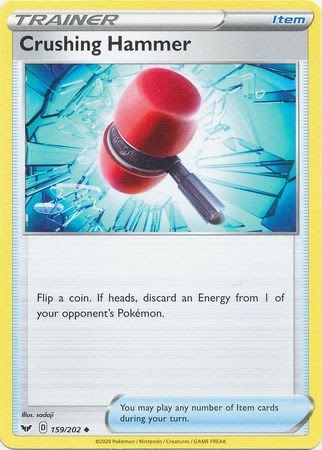 TRAINER Item
Crushing Hammer
Flip a coin. If heads, discard an Energy from 1 of
your opponent's Pokémon.
Illus. sadaji
D 159/202 ◆
You may play any number of Item cards
during your turn.
©2020 Pokémon / Nintendo / Creatures / GAME FREAK